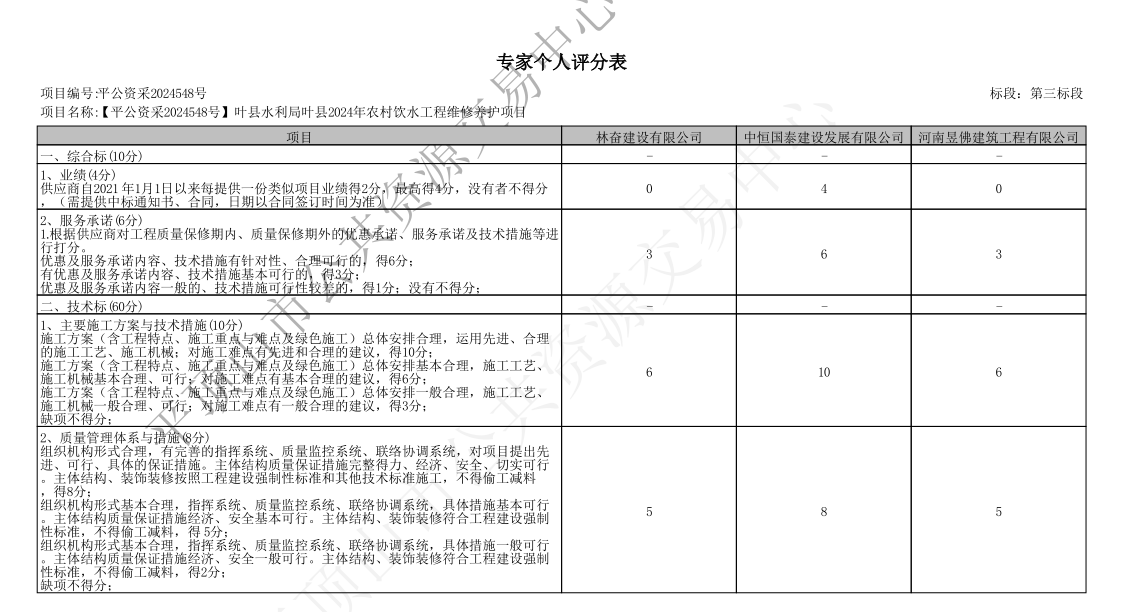 专家个人评分表
项目编号:平公资采2024548号
标段：第三标段
项目名称:【平公资采2024548号】叶县水利局叶县2024年农村饮水工程维修养护项目
项目 林奋建设有限公司 中恒国泰建设发展有限公司 河南昱佛建筑工程有限公司
一、综合标(10分) – – –
1、业绩(4分)
供应商自2021年1月1日以来每提供一份类似项目业绩得2分，最高得4分，没有者不得分
，（需提供中标通知书、合同，日期以合同签订时间为准）
0 4 0
2、服务承诺(6分)
1.根据供应商对工程质量保修期内、质量保修期外的优惠承诺、服务承诺及技术措施等进
行打分。
优惠及服务承诺内容、技术措施有针对性、合理可行的，得6分；
有优惠及服务承诺内容、技术措施基本可行的，得3分；
优惠及服务承诺内容一般的、技术措施可行性较差的，得1分；没有不得分；
3 6 3
二、技术标(60分) – – –
1、主要施工方案与技术措施(10分)
施工方案（含工程特点、施工重点与难点及绿色施工）总体安排合理，运用先进、合理
的施工工艺、施工机械；对施工难点有先进和合理的建议，得10分；
施工方案（含工程特点、施工重点与难点及绿色施工）总体安排基本合理，施工工艺、
施工机械基本合理、可行；对施工难点有基本合理的建议，得6分；
施工方案（含工程特点、施工重点与难点及绿色施工）总体安排一般合理，施工工艺、
施工机械一般合理、可行；对施工难点有一般合理的建议，得3分；
缺项不得分；
6 10 6
2、质量管理体系与措施(8分)
组织机构形式合理，有完善的指挥系统、质量监控系统、联络协调系统，对项目提出先
进、可行、具体的保证措施。主体结构质量保证措施完整得力、经济、安全、切实可行
。主体结构、装饰装修按照工程建设强制性标准和其他技术标准施工，不得偷工减料
，得8分；
组织机构形式基本合理，指挥系统、质量监控系统、联络协调系统，具体措施基本可行
。主体结构质量保证措施经济、安全基本可行。主体结构、装饰装修符合工程建设强制
性标准，不得偷工减料，得 5分；
组织机构形式基本合理，指挥系统、质量监控系统、联络协调系统，具体措施一般可行
。主体结构质量保证措施经济、安全一般可行。主体结构、装饰装修符合工程建设强制
性标准，不得偷工减料，得2分；
缺项不得分；
5 8 5
平顶山市公共资源交易中心
平顶山市公共资源交易中心